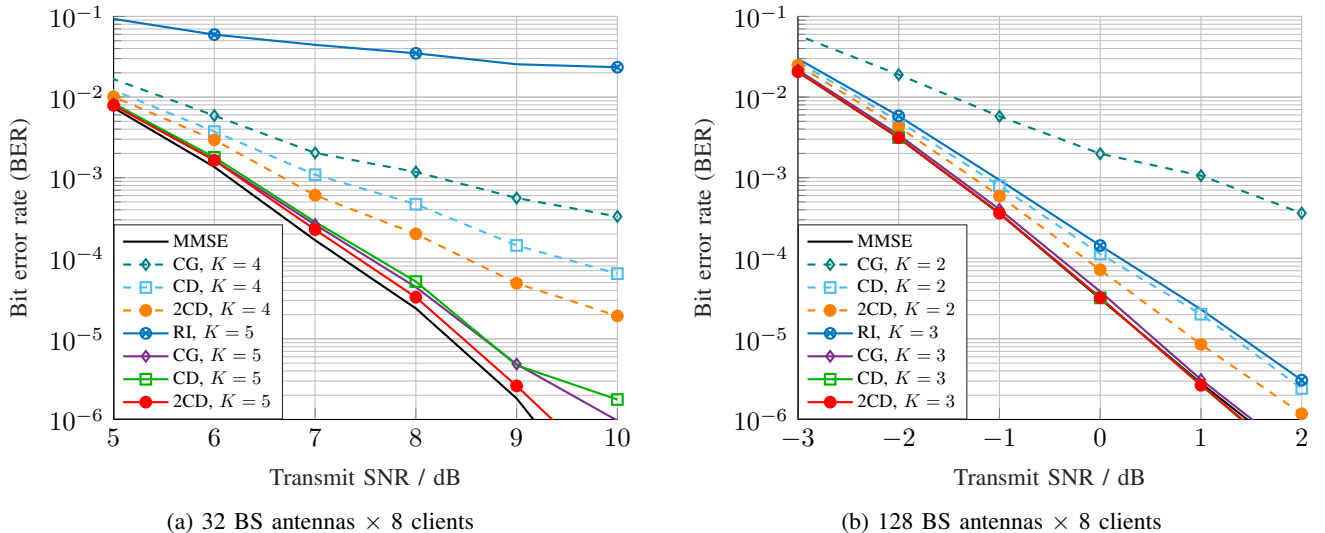 10^{-1}
10^{-2}
10^{-3}
10^{-4}
10^{-5}
10^{-6}
Bit error rate (BER)
MMSE
CG, K = 4
CD, K = 4
2CD, K = 4
RI, K = 5
CG, K = 5
CD, K = 5
2CD, K = 5
5 6 7 8 9 10
Transmit SNR / dB
(a) 32 BS antennas × 8 clients
10^{-1}
10^{-2}
10^{-3}
10^{-4}
10^{-5}
10^{-6}
Bit error rate (BER)
MMSE
CG, K = 2
CD, K = 2
2CD, K = 2
RI, K = 3
CG, K = 3
CD, K = 3
2CD, K = 3
−3 −2 −1 0 1 2
Transmit SNR / dB
(b) 128 BS antennas × 8 clients